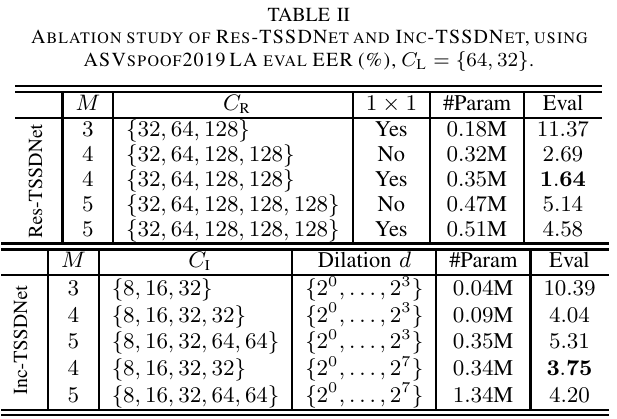 TABLE II
ABLATION STUDY OF RES-TSSDNET AND INC-TSSDNET, USING
ASVSPOOF2019 LA EVAL EER (%), C_L = {64, 32}.
M C_R 1 × 1 #Param Eval
Res-TSSDNet
3 {32, 64, 128} Yes 0.18M 11.37
4 {32, 64, 128, 128} No 0.32M 2.69
4 {32, 64, 128, 128} Yes 0.35M 1.64
5 {32, 64, 128, 128, 128} No 0.47M 5.14
5 {32, 64, 128, 128, 128} Yes 0.51M 4.58
M C_I Dilation d #Param Eval
Inc-TSSDNet
3 {8, 16, 32} {2^0, . . . , 2^3} 0.04M 10.39
4 {8, 16, 32, 32} {2^0, . . . , 2^3} 0.09M 4.04
5 {8, 16, 32, 64, 64} {2^0, . . . , 2^3} 0.35M 5.31
4 {8, 16, 32, 32} {2^0, . . . , 2^7} 0.34M 3.75
5 {8, 16, 32, 64, 64} {2^0, . . . , 2^7} 1.34M 4.20